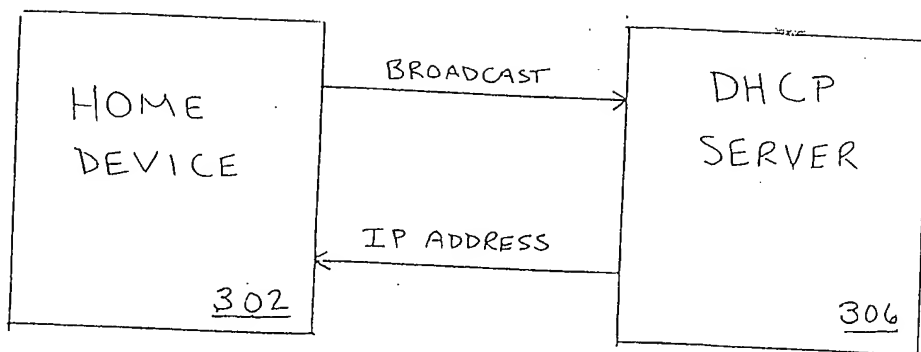 HOME
DEVICE
302
BROADCAST
IP ADDRESS
DHCP
SERVER
306